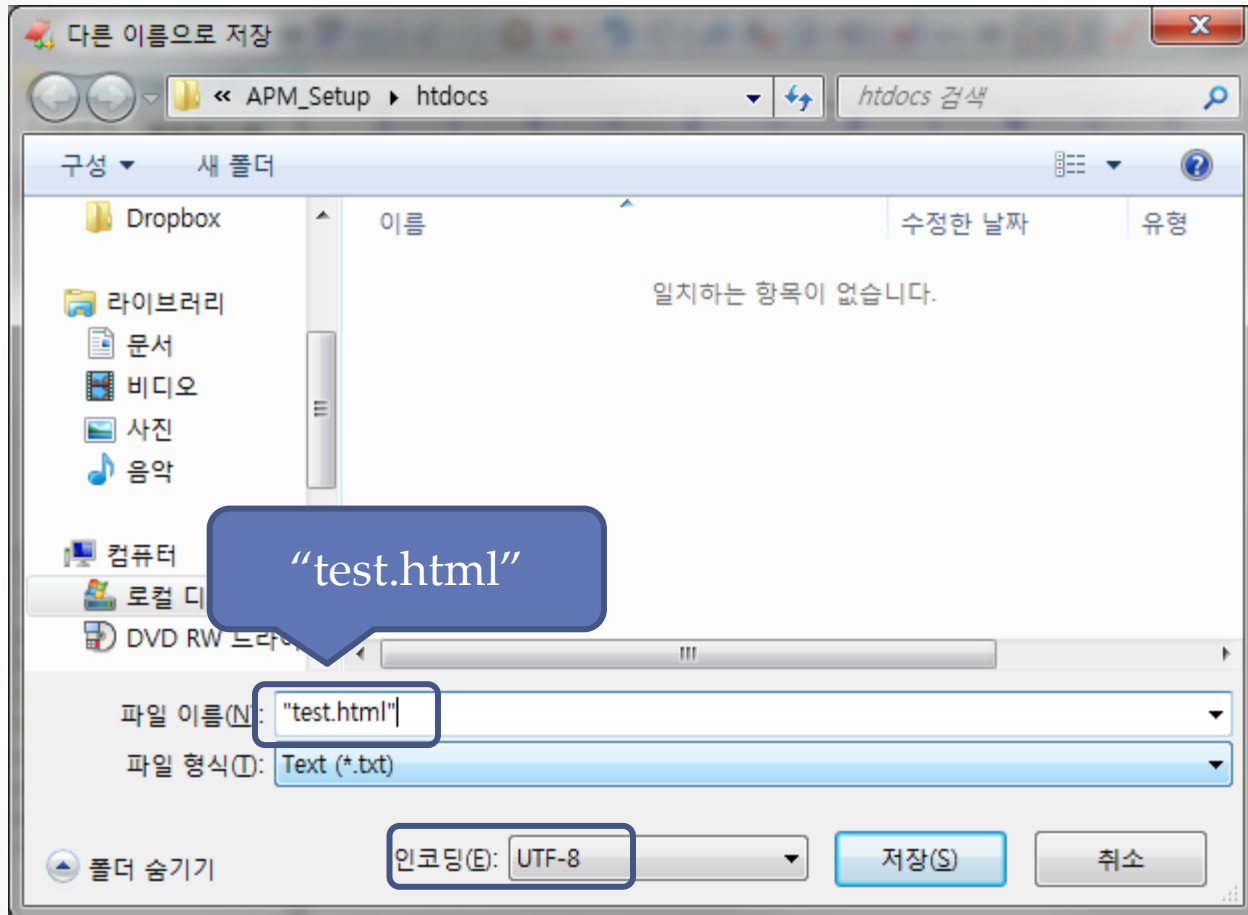 다른 이름으로 저장
« APM_Setup ▸ htdocs
htdocs 검색
구성 ▼ 새 폴더
Dropbox
이름 수정한 날짜 유형
일치하는 항목이 없습니다.
라이브러리
문서
비디오
사진
음악
컴퓨터
로컬 디
DVD RW
“test.html”
파일 이름(N): "test.html"
파일 형식(T): Text (*.txt)
인코딩(E): UTF-8
저장(S) 취소
폴더 숨기기